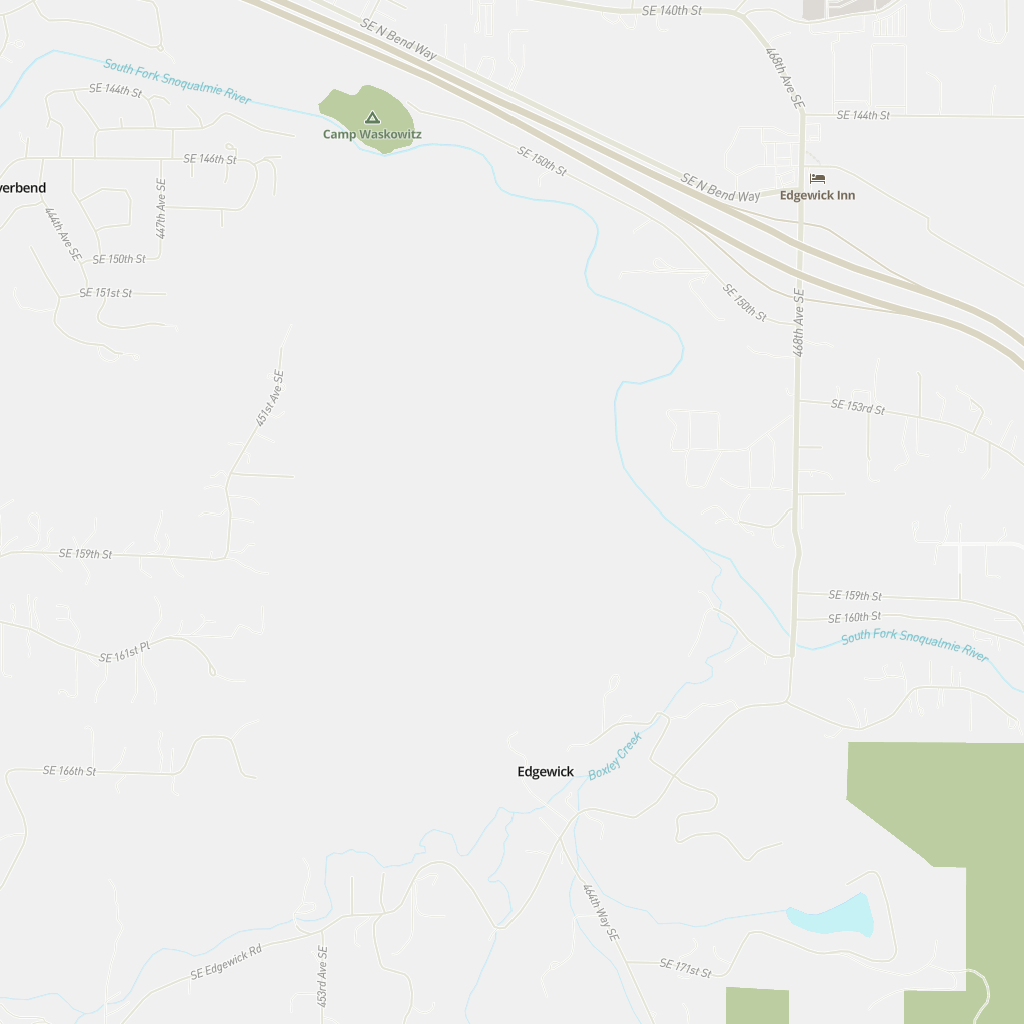 SE 140th St
SE N Bend Way
468th Ave SE
South Fork Snoqualmie River
SE 144th St
SE 144th St
Camp Waskowitz
SE 146th St
SE 150th St
SE N Bend Way
Edgewick Inn
verbend
447th Ave SE
444th Ave SE
SE 150th St
SE 151st St
SE 150th St
468th Ave SE
451st Ave SE
SE 153rd St
SE 159th St
SE 159th St
SE 160th St
South Fork Snoqualmie River
SE 161st Pl
SE 166th St
Edgewick
Boxley Creek
464th Way SE
SE Edgewick Rd
453rd Ave SE
SE 171st St